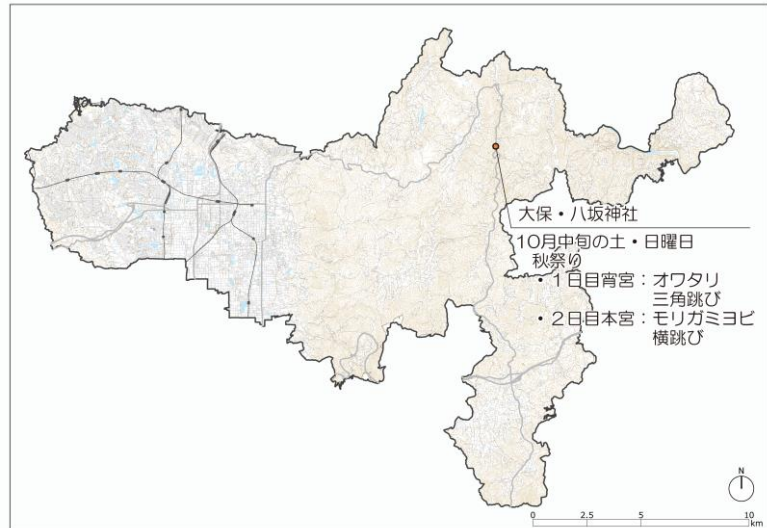 大保・八坂神社
10月中旬の土・日曜日
秋祭り
・1日目宵宮：オワタリ
三角跳び
・2日目本宮：モリガミヨビ
横跳び
N
0 2.5 5 10
km